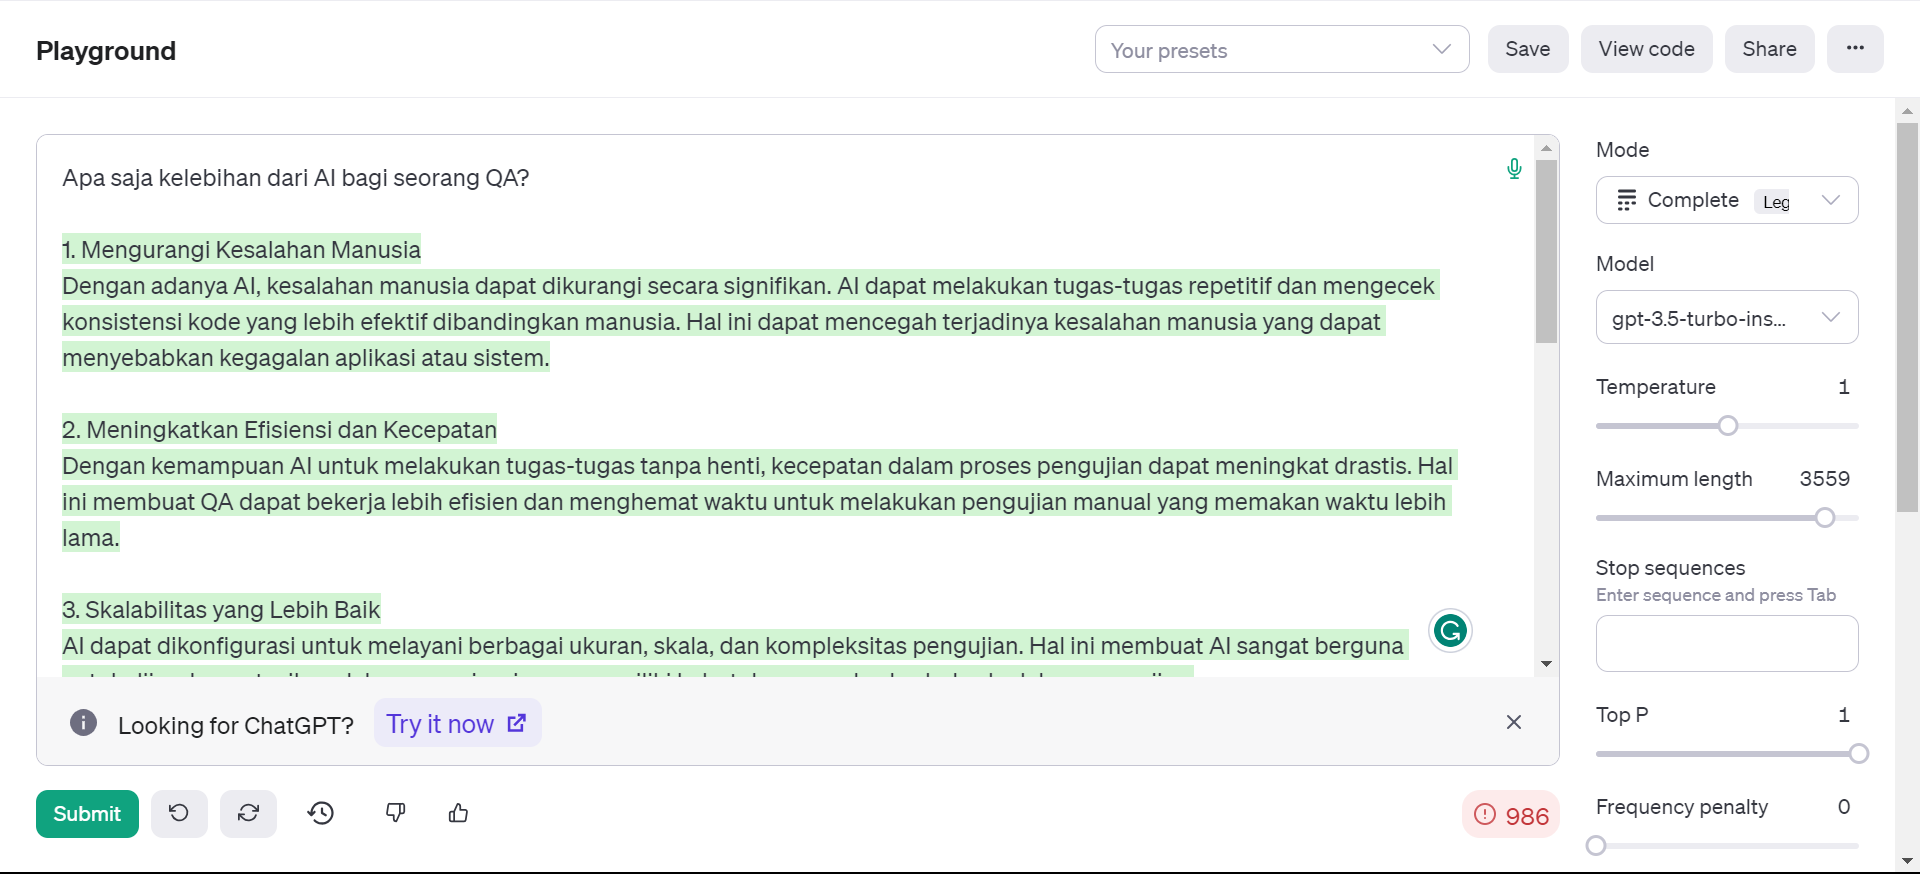 Playground
Your presets
Save
View code
Share
Apa saja kelebihan dari AI bagi seorang QA?
1. Mengurangi Kesalahan Manusia
Dengan adanya AI, kesalahan manusia dapat dikurangi secara signifikan. AI dapat melakukan tugas-tugas repetitif dan mengecek
konsistensi kode yang lebih efektif dibandingkan manusia. Hal ini dapat mencegah terjadinya kesalahan manusia yang dapat
menyebabkan kegagalan aplikasi atau sistem.
2. Meningkatkan Efisiensi dan Kecepatan
Dengan kemampuan AI untuk melakukan tugas-tugas tanpa henti, kecepatan dalam proses pengujian dapat meningkat drastis. Hal
ini membuat QA dapat bekerja lebih efisien dan menghemat waktu untuk melakukan pengujian manual yang memakan waktu lebih
lama.
3. Skalabilitas yang Lebih Baik
AI dapat dikonfigurasi untuk melayani berbagai ukuran, skala, dan kompleksitas pengujian. Hal ini membuat AI sangat berguna
Looking for ChatGPT? Try it now
Submit
986
Mode
Complete Leg
Model
gpt-3.5-turbo-ins...
Temperature 1
Maximum length 3559
Stop sequences
Enter sequence and press Tab
Top P 1
Frequency penalty 0